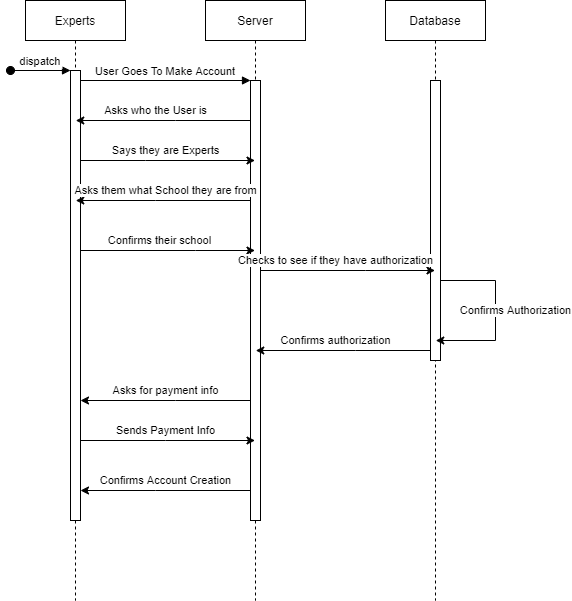 Experts
Server
Database
dispatch
User Goes To Make Account
Asks who the User is
Says they are Experts
Asks them what School they are from
Confirms their school
Checks to see if they have authorization
Confirms Authorization
Confirms authorization
Asks for payment info
Sends Payment Info
Confirms Account Creation